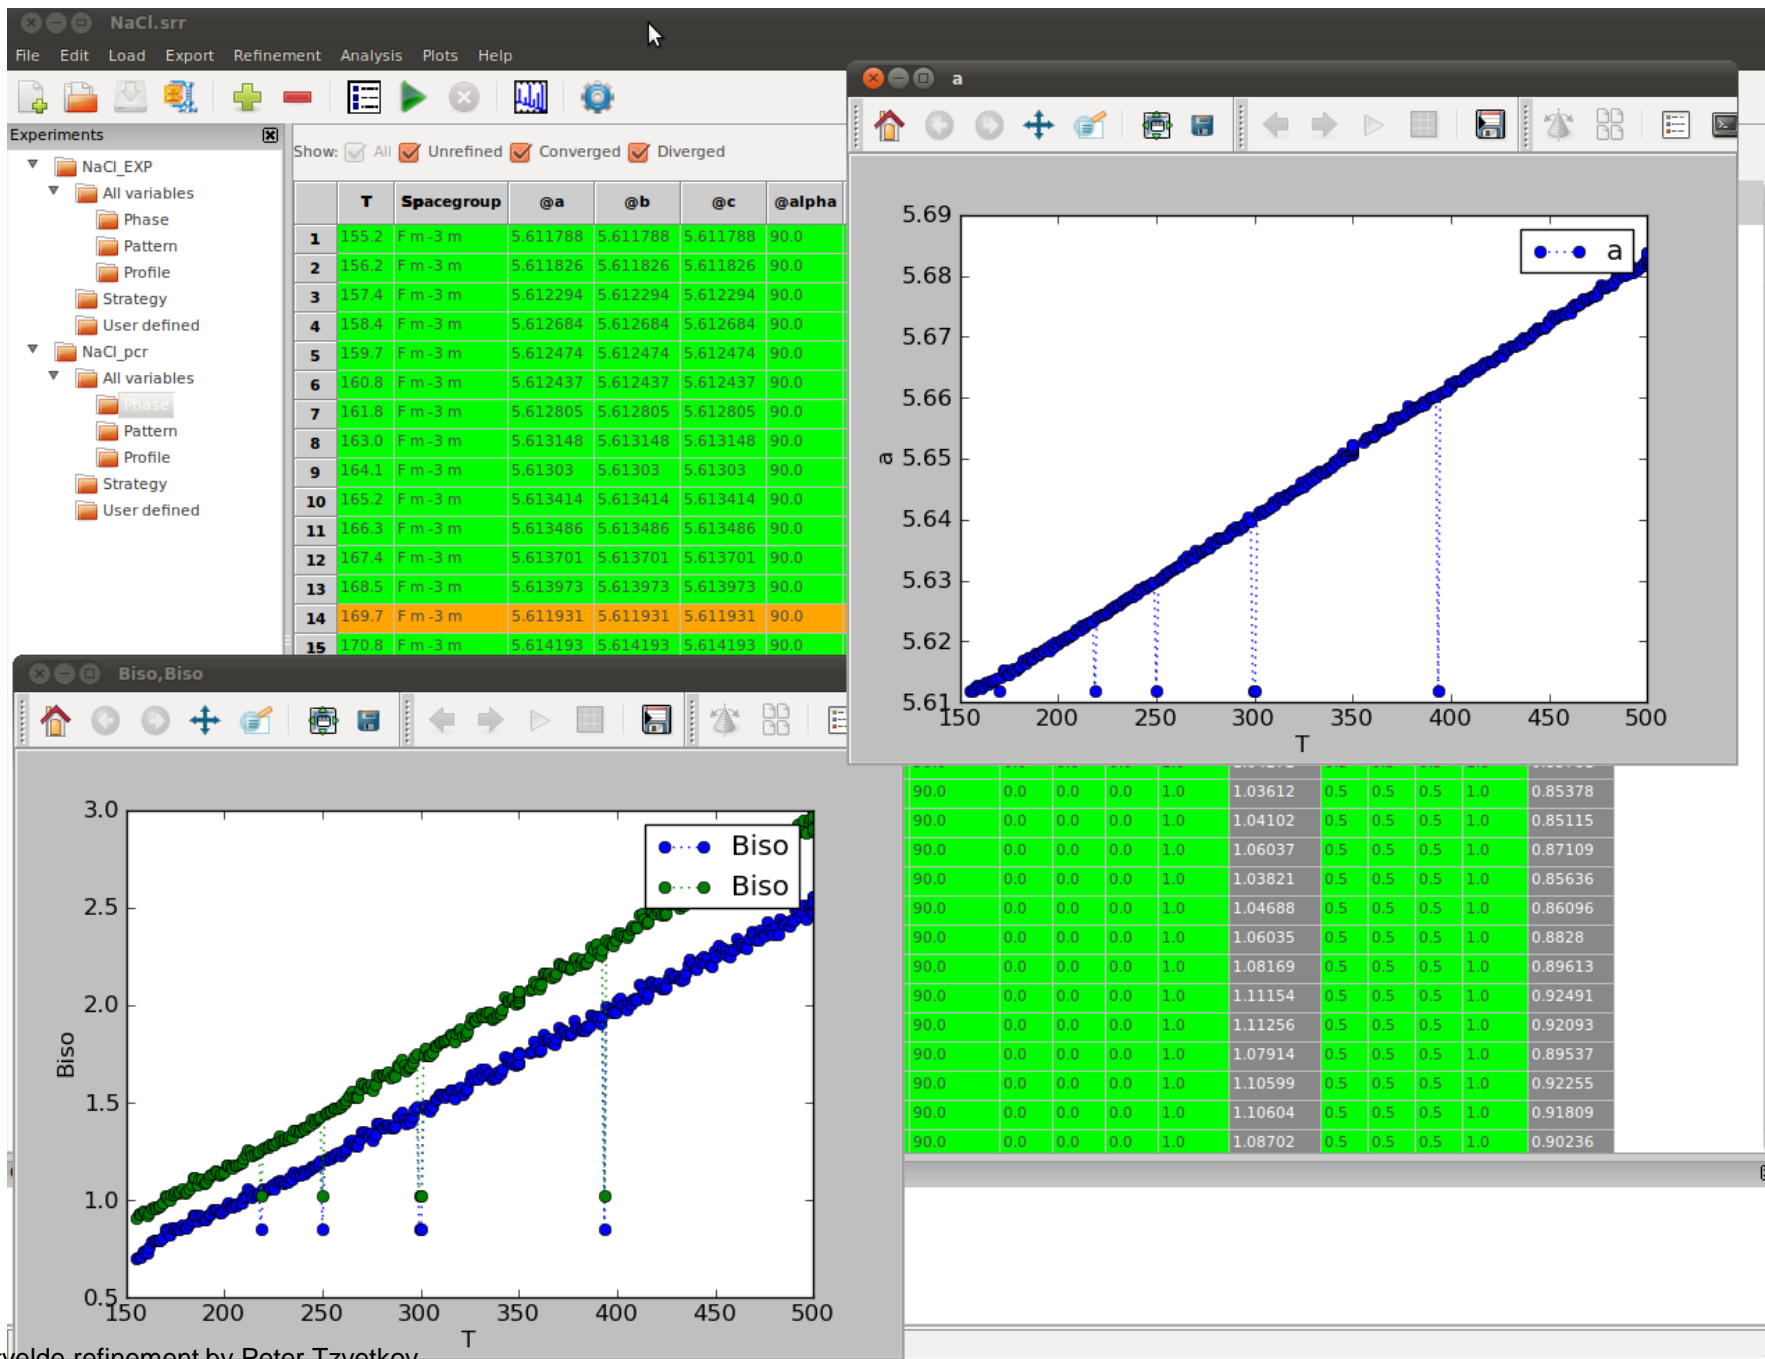 NaCl.srr
File Edit Load Export Refinement Analysis Plots Help
Experiments
NaCl_EXP
All variables
Phase
Pattern
Profile
Strategy
User defined
NaCl_pcr
All variables
Phase
Pattern
Profile
Strategy
User defined
Show: All Unrefined Converged Diverged
T Spacegroup @a @b @c @alpha
1 155.2 F m -3 m 5.611788 5.611788 5.611788 90.0
2 156.2 F m -3 m 5.611826 5.611826 5.611826 90.0
3 157.4 F m -3 m 5.612294 5.612294 5.612294 90.0
4 158.4 F m -3 m 5.612684 5.612684 5.612684 90.0
5 159.7 F m -3 m 5.612474 5.612474 5.612474 90.0
6 160.8 F m -3 m 5.612437 5.612437 5.612437 90.0
7 161.8 F m -3 m 5.612805 5.612805 5.612805 90.0
8 163.0 F m -3 m 5.613148 5.613148 5.613148 90.0
9 164.1 F m -3 m 5.61303 5.61303 5.61303 90.0
10 165.2 F m -3 m 5.613414 5.613414 5.613414 90.0
11 166.3 F m -3 m 5.613486 5.613486 5.613486 90.0
12 167.4 F m -3 m 5.613701 5.613701 5.613701 90.0
13 168.5 F m -3 m 5.613973 5.613973 5.613973 90.0
14 169.7 F m -3 m 5.611931 5.611931 5.611931 90.0
15 170.8 F m -3 m 5.614193 5.614193 5.614193 90.0
a
5.69
5.68
5.67
5.66
5.65
5.64
5.63
5.62
5.61
a
a
150 200 250 300 350 400 450 500
T
Biso,Biso
3.0
2.5
2.0
1.5
1.0
0.5
Biso
Biso
Biso
150 200 250 300 350 400 450 500
T
90.0 0.0 0.0 0.0 1.0 1.03612 0.5 0.5 0.5 1.0 0.85378
90.0 0.0 0.0 0.0 1.0 1.04102 0.5 0.5 0.5 1.0 0.85115
90.0 0.0 0.0 0.0 1.0 1.06037 0.5 0.5 0.5 1.0 0.87109
90.0 0.0 0.0 0.0 1.0 1.03821 0.5 0.5 0.5 1.0 0.85636
90.0 0.0 0.0 0.0 1.0 1.04688 0.5 0.5 0.5 1.0 0.86096
90.0 0.0 0.0 0.0 1.0 1.06035 0.5 0.5 0.5 1.0 0.8828
90.0 0.0 0.0 0.0 1.0 1.08169 0.5 0.5 0.5 1.0 0.89613
90.0 0.0 0.0 0.0 1.0 1.11154 0.5 0.5 0.5 1.0 0.92491
90.0 0.0 0.0 0.0 1.0 1.11256 0.5 0.5 0.5 1.0 0.92093
90.0 0.0 0.0 0.0 1.0 1.07914 0.5 0.5 0.5 1.0 0.89537
90.0 0.0 0.0 0.0 1.0 1.10599 0.5 0.5 0.5 1.0 0.92255
90.0 0.0 0.0 0.0 1.0 1.10604 0.5 0.5 0.5 1.0 0.91809
90.0 0.0 0.0 0.0 1.0 1.08702 0.5 0.5 0.5 1.0 0.90236
refinement by Peter Tzvetkov